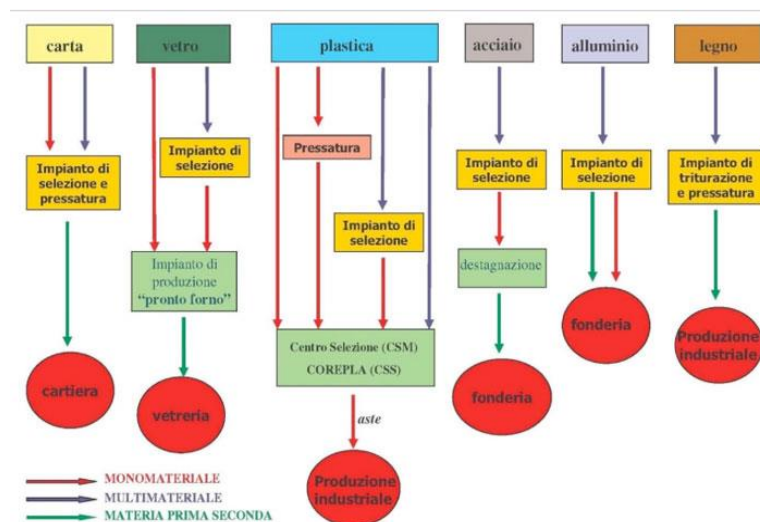 carta
vetro
plastica
acciaio
alluminio
legno
Impianto di
selezione e
pressatura
Impianto di
selezione
Pressatura
Impianto di
selezione
Impianto di
selezione
Impianto di
selezione
Impianto di
triturazione
e pressatura
Impianto di
produzione
“pronto forno”
destagnazione
Centro Selezione (CSM)
COREPLA (CSS)
aste
cartiera
vetreria
Produzione
industriale
fonderia
fonderia
Produzione
industriale
MONOMATERIALE
MULTIMATERIALE
MATERIA PRIMA SECONDA